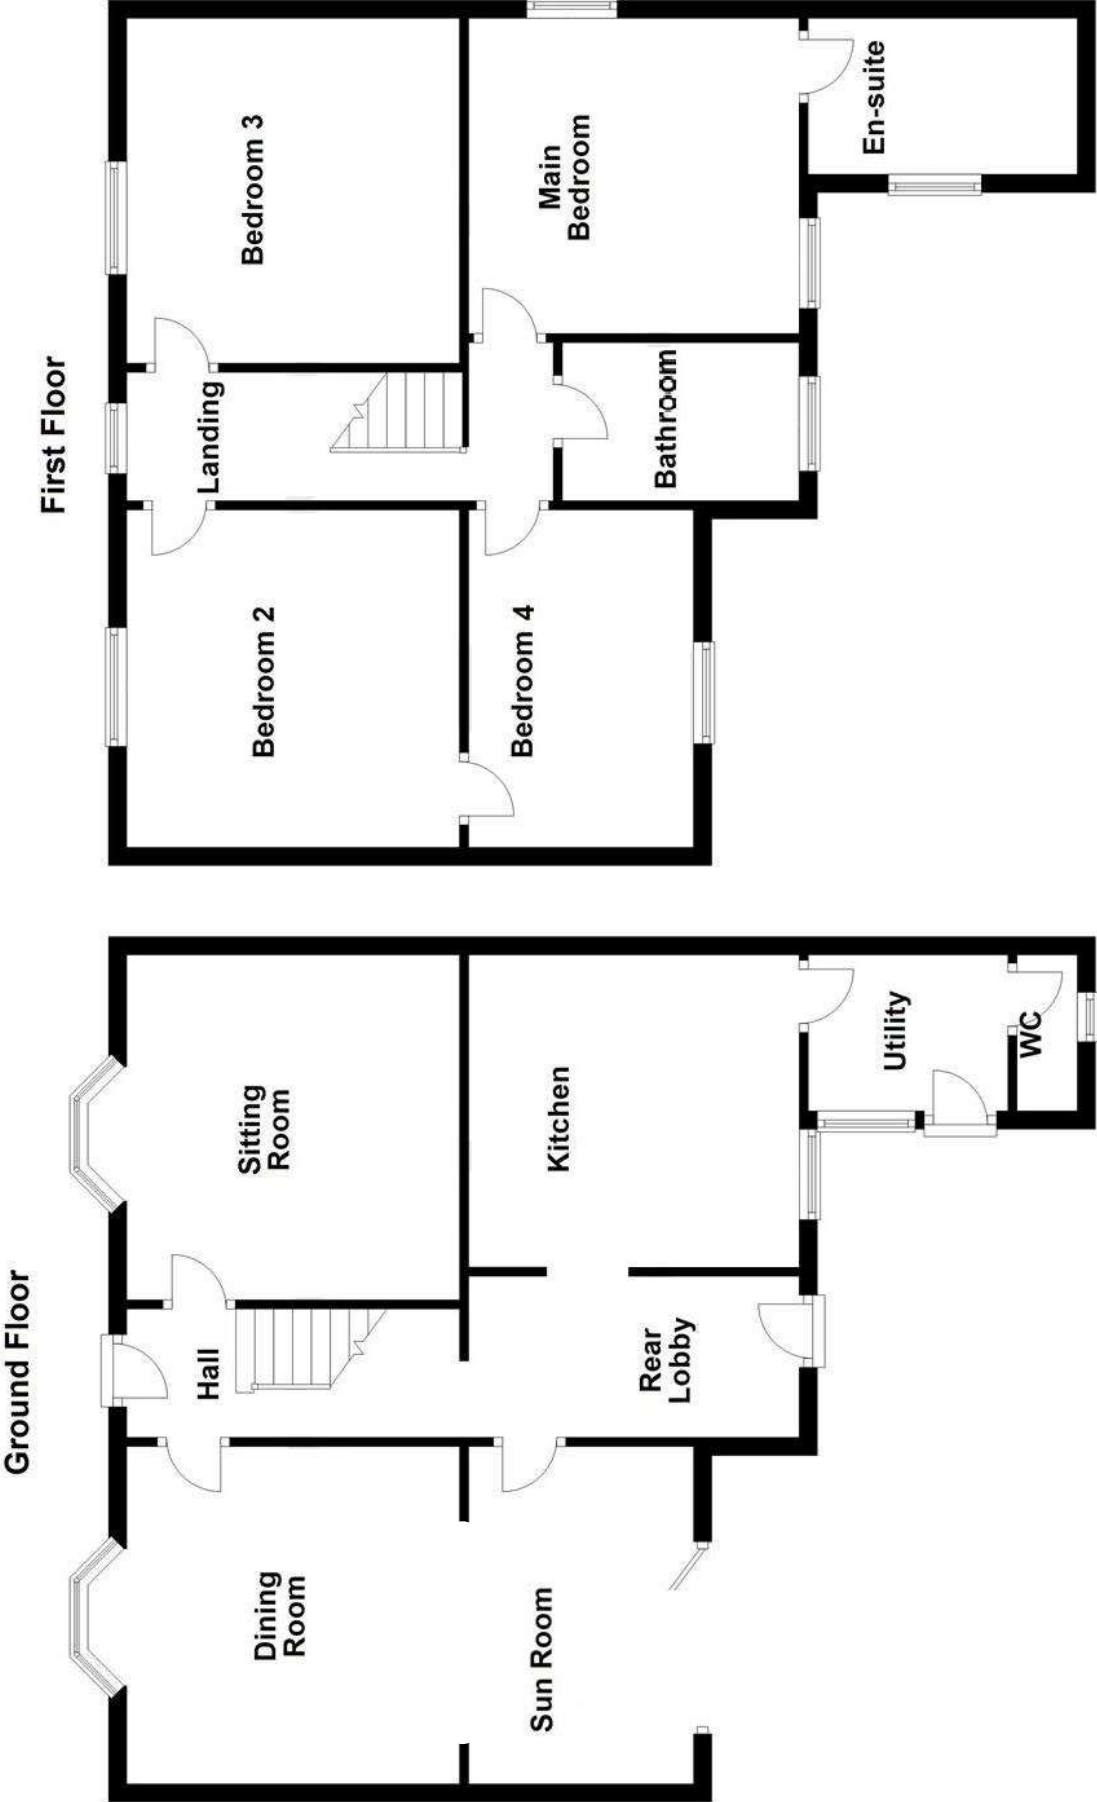 Ground Floor
Dining
Room
Hall
Sitting
Room
Sun Room
Rear
Lobby
Kitchen
Utility
WC
First Floor
Bedroom 2
Landing
Bedroom 3
Bedroom 4
Bathroom
Main
Bedroom
En-suite